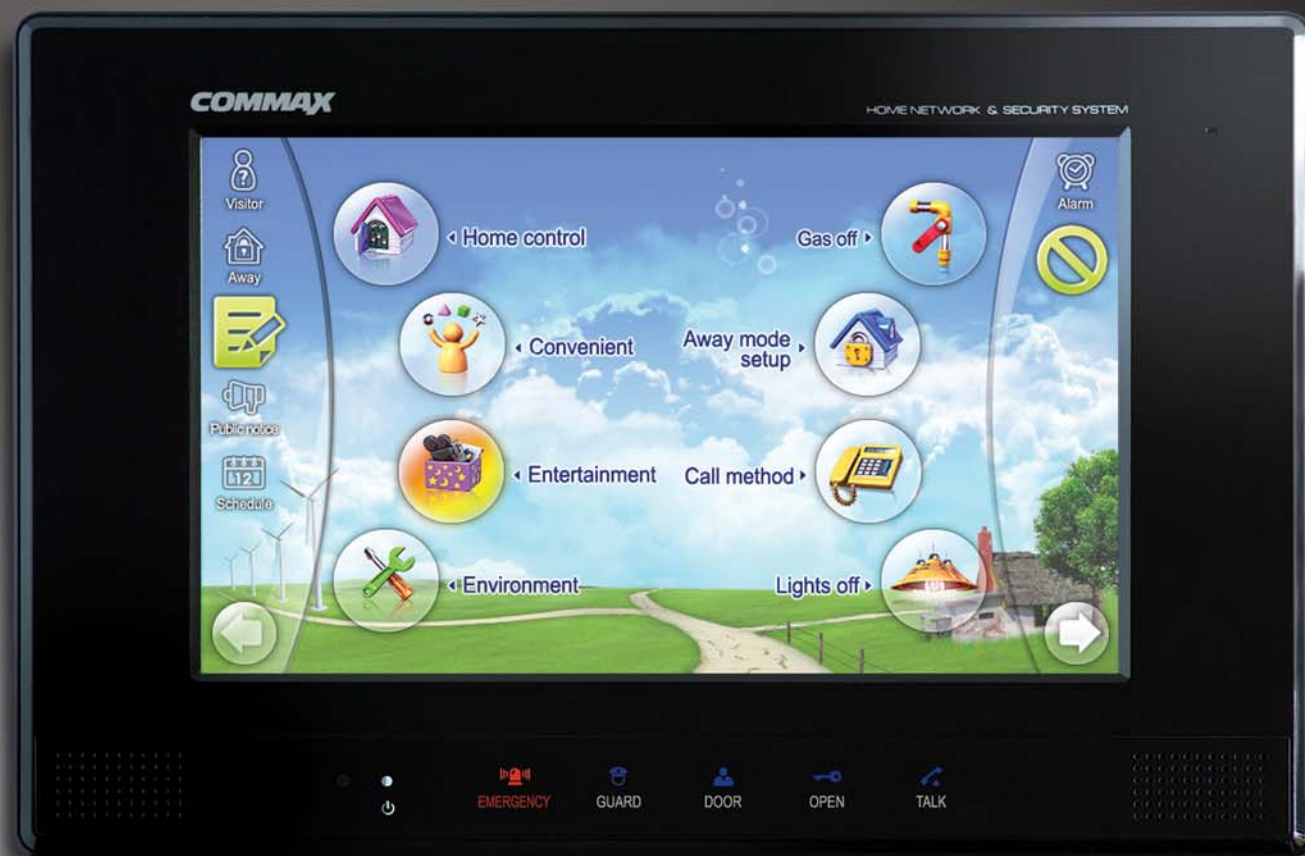 COMMAX
HOME NETWORK & SECURITY SYSTEM
Visitor
Away
Public notice
12
Schedule
Home control
Convenient
Entertainment
Environment
Gas off
Away mode
setup
Call method
Lights off
Alarm
EMERGENCY
GUARD
DOOR
OPEN
TALK